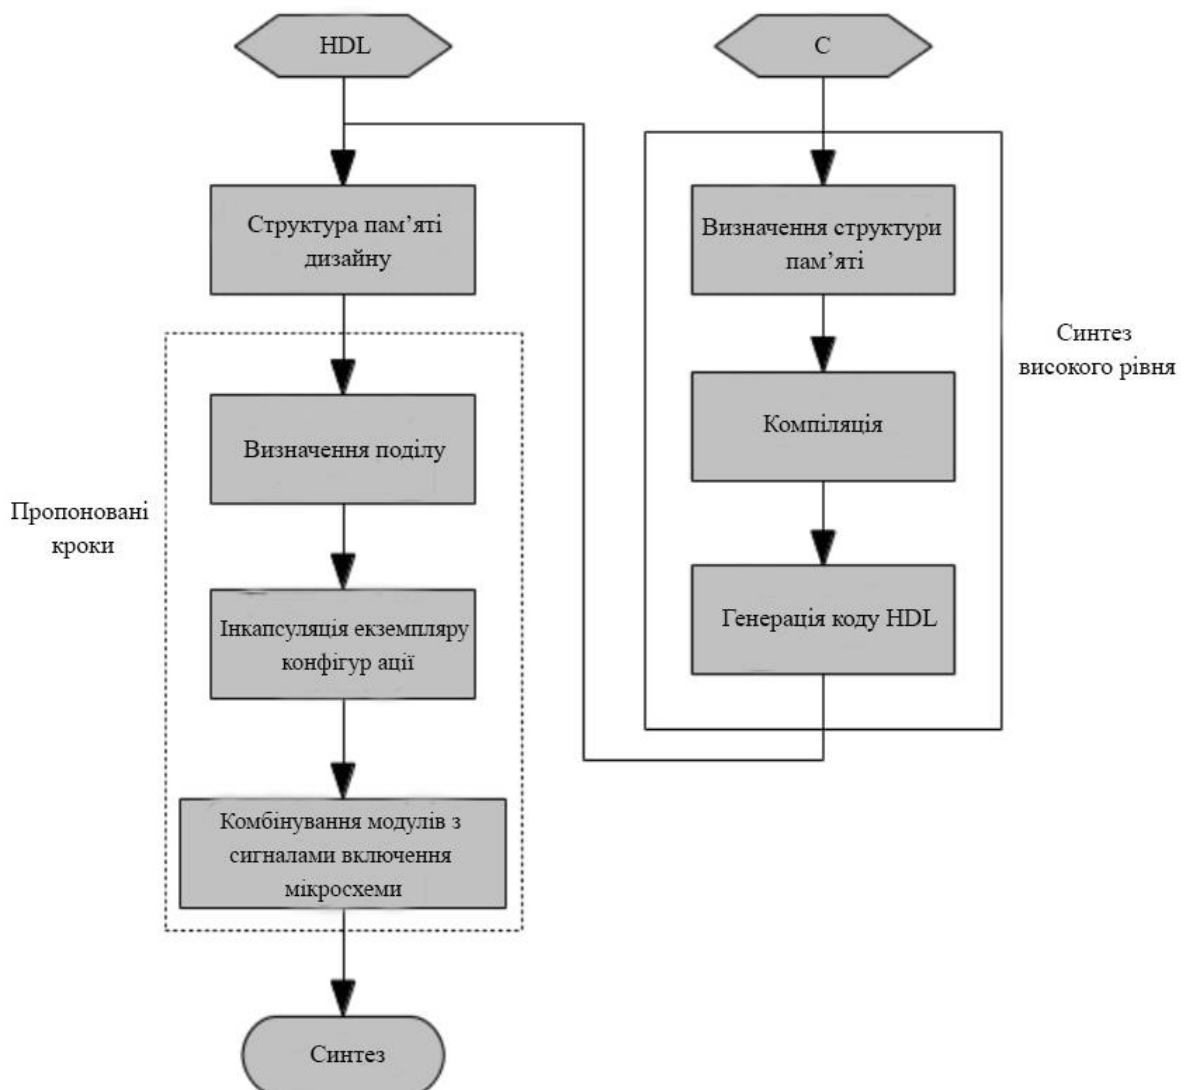 HDL
Структура пам’яті
дизайну
Пропоновані
кроки
Визначення поділу
Інкапсуляція екземпляру
конфігур ації
Комбінування модулів з
сигналами включення
мікросхеми
Синтез
C
Визначення структури
пам’яті
Компіляція
Генерація коду HDL
Синтез
високого рівня